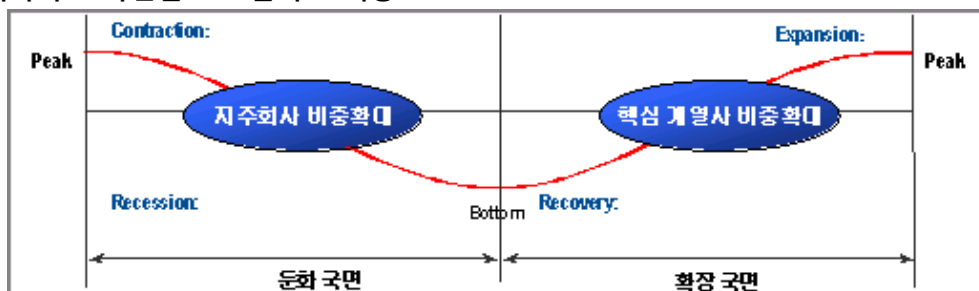 Contraction:
Expansion:
Peak
Peak
지주회사 비중확대
핵심 계열사 비중확대
Recession:
Recovery:
Bottom
둔화 국면
확장 국면